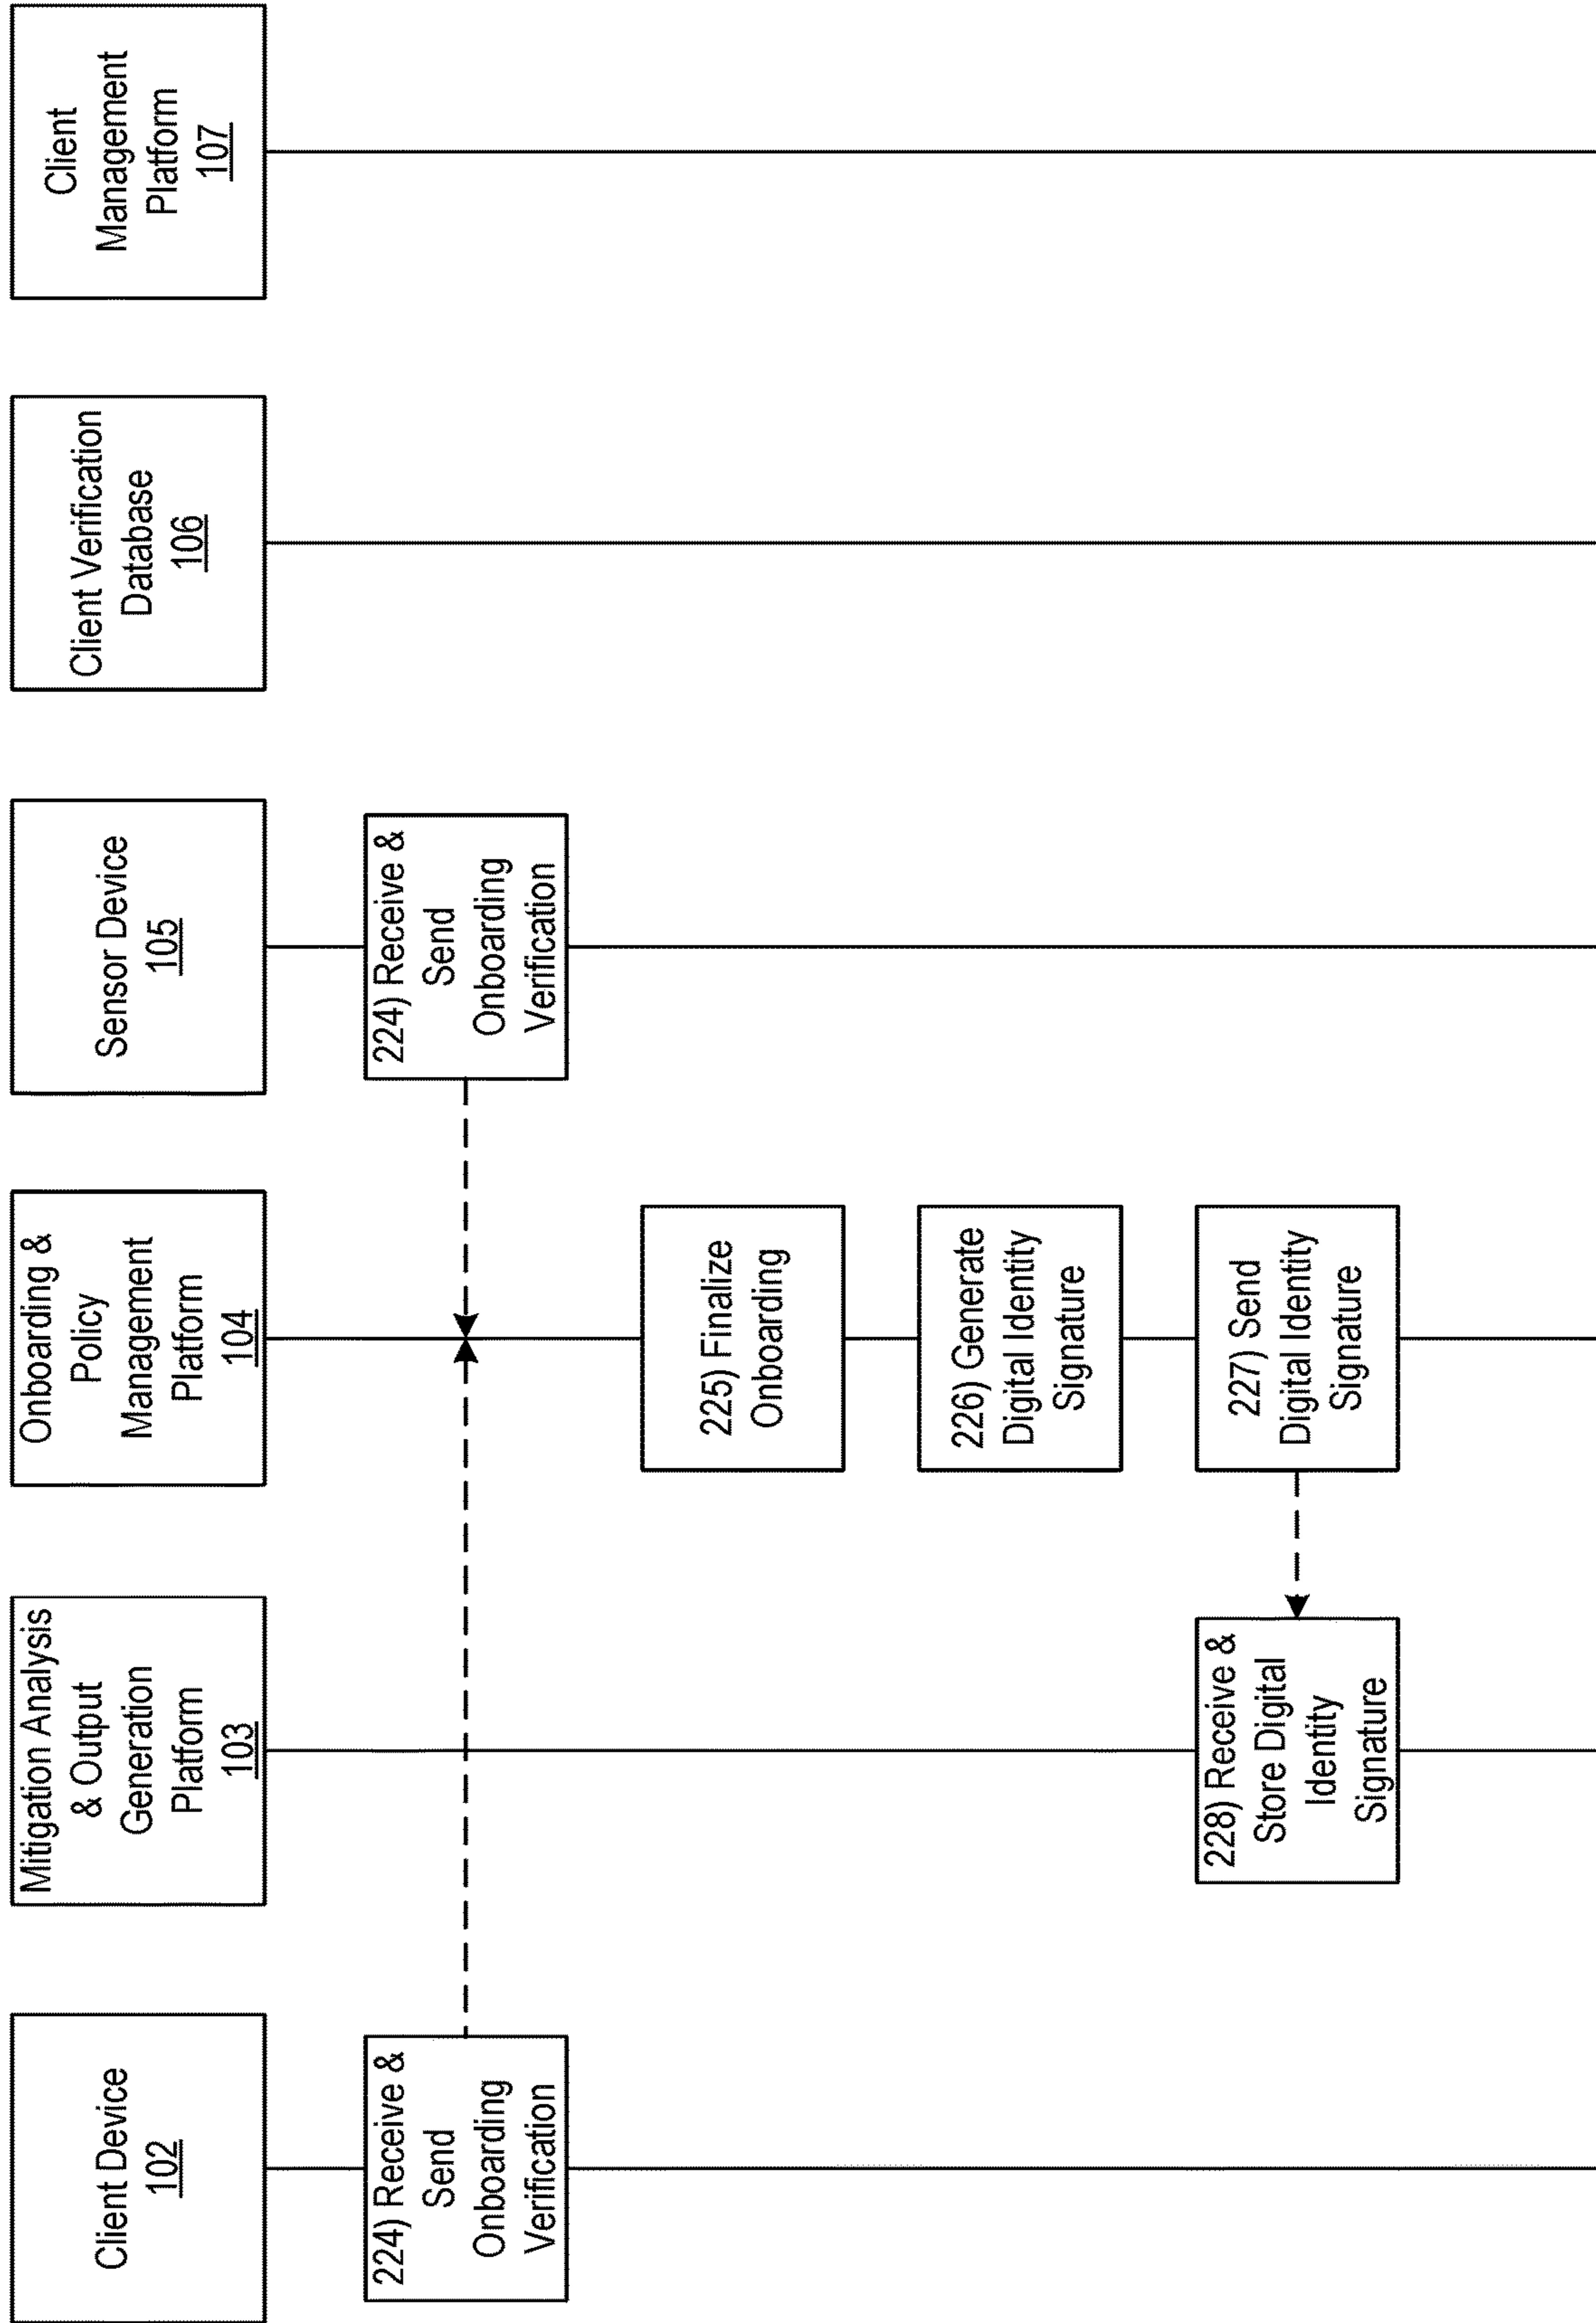 Client Device
102
Mitigation Analysis
& Output
Generation
Platform
103
Onboarding &
Policy
Management
Platform
104
Sensor Device
105
Client Verification
Database
106
Client
Management
Platform
107
224) Receive &
Send
Onboarding
Verification
224) Receive &
Send
Onboarding
Verification
225) Finalize
Onboarding
226) Generate
Digital Identity
Signature
227) Send
Digital Identity
Signature
228) Receive &
Store Digital
Identity
Signature